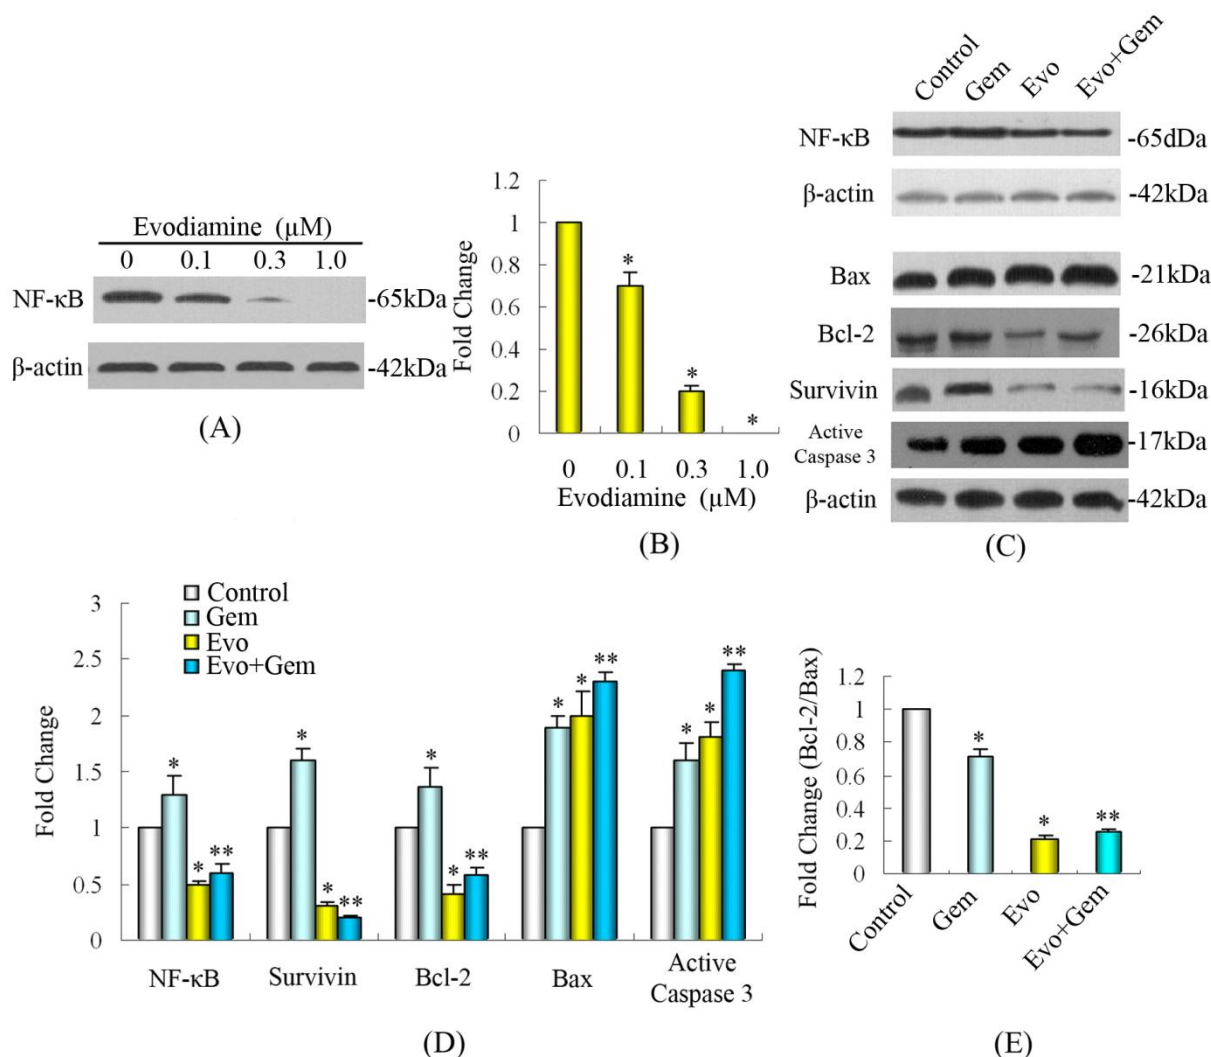 Evodiamine (μM)
0 0.1 0.3 1.0
NF-κB -65kDa
β-actin -42kDa
(A)
Fold Change
1.2
1
0.8
0.6
0.4
0.2
0
* * *
0 0.1 0.3 1.0
Evodiamine (μM)
(B)
Control Gem Evo Evo+Gem
NF-κB -65dDa
β-actin -42kDa
Bax -21kDa
Bcl-2 -26kDa
Survivin -16kDa
Active
Caspase 3 -17kDa
β-actin -42kDa
(C)
Control
Gem
Evo
Evo+Gem
Fold Change
3
2.5
2
1.5
1
0.5
0
* * ** * * ** * * ** * * ** * * **
NF-κB Survivin Bcl-2 Bax Active
Caspase 3
(D)
Fold Change (Bcl-2/Bax)
1.2
1
0.8
0.6
0.4
0.2
0
* * **
Control Gem Evo Evo+Gem
(E)